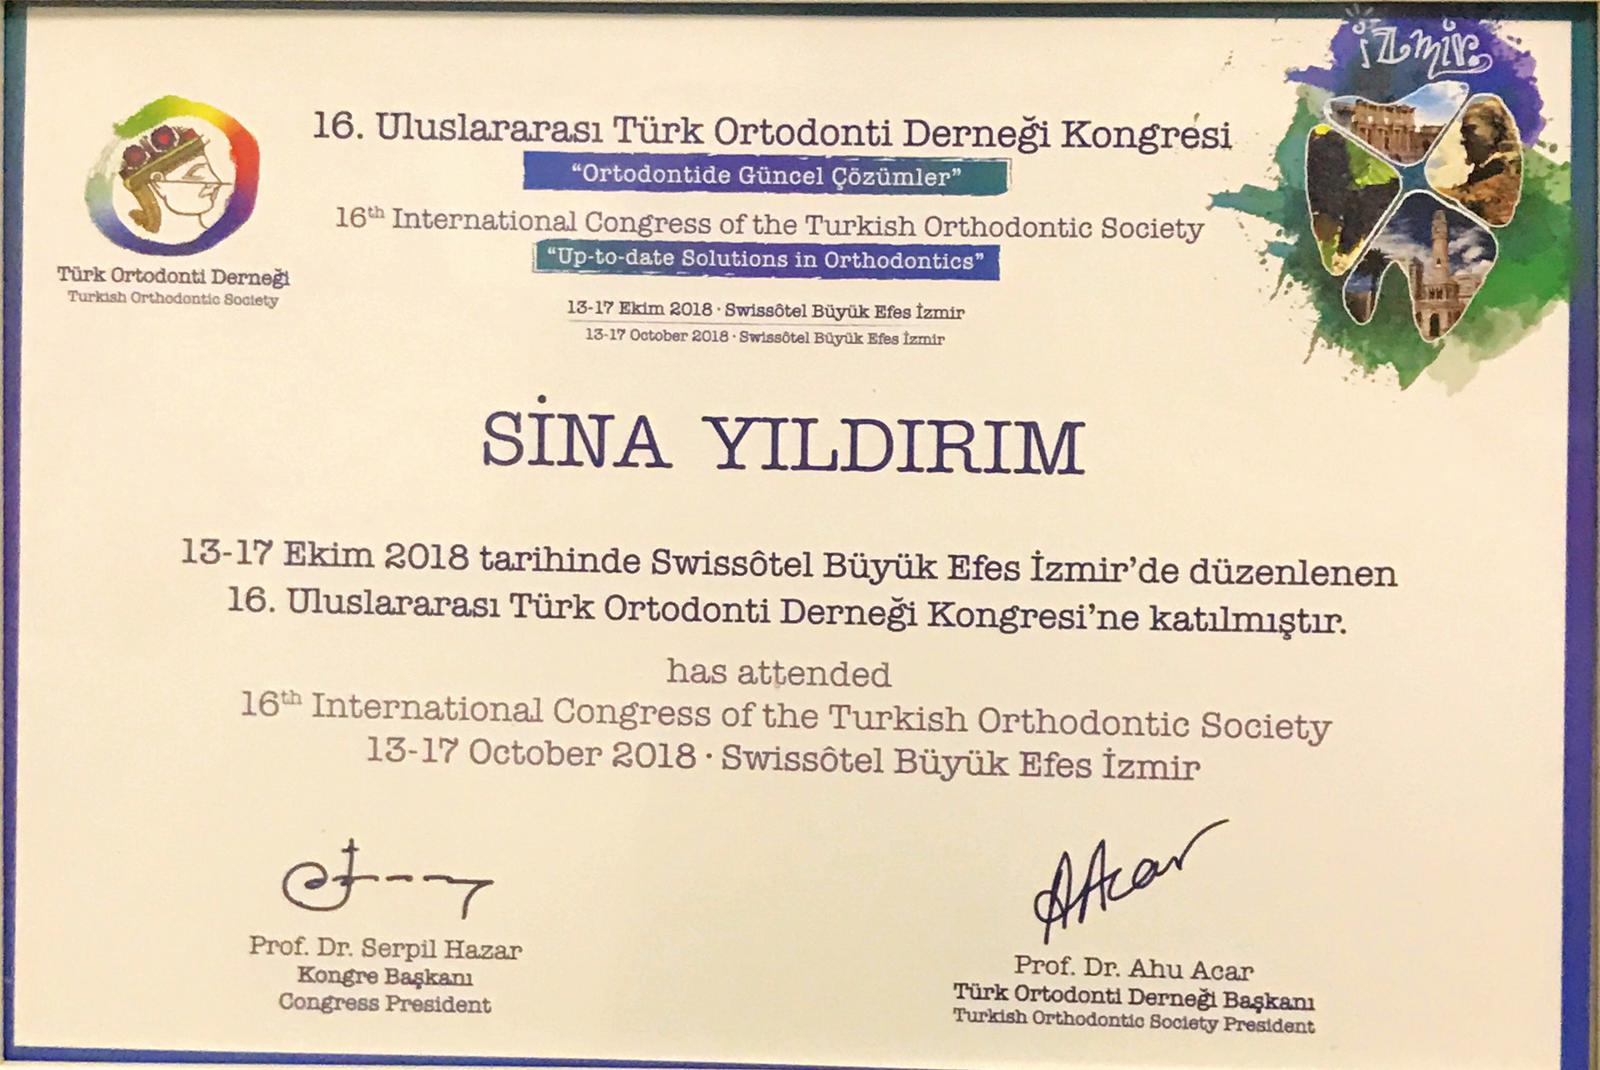 izmir
16. Uluslararası Türk Ortodonti Derneği Kongresi
“Ortodontide Güncel Çözümler”
16th International Congress of the Turkish Orthodontic Society
“Up-to-date Solutions in Orthodontics”
Türk Ortodonti Derneği
Turkish Orthodontic Society
13-17 Ekim 2018 · Swissôtel Büyük Efes İzmir
13-17 October 2018 · Swissôtel Büyük Efes İzmir
SİNA YILDIRIM
13-17 Ekim 2018 tarihinde Swissôtel Büyük Efes İzmir’de düzenlenen
16. Uluslararası Türk Ortodonti Derneği Kongresi’ne katılmıştır.
has attended
16th International Congress of the Turkish Orthodontic Society
13-17 October 2018 · Swissôtel Büyük Efes İzmir
AAcar
Prof. Dr. Serpil Hazar
Kongre Başkanı
Congress President
Prof. Dr. Ahu Acar
Türk Ortodonti Derneği Başkanı
Turkish Orthodontic Society President